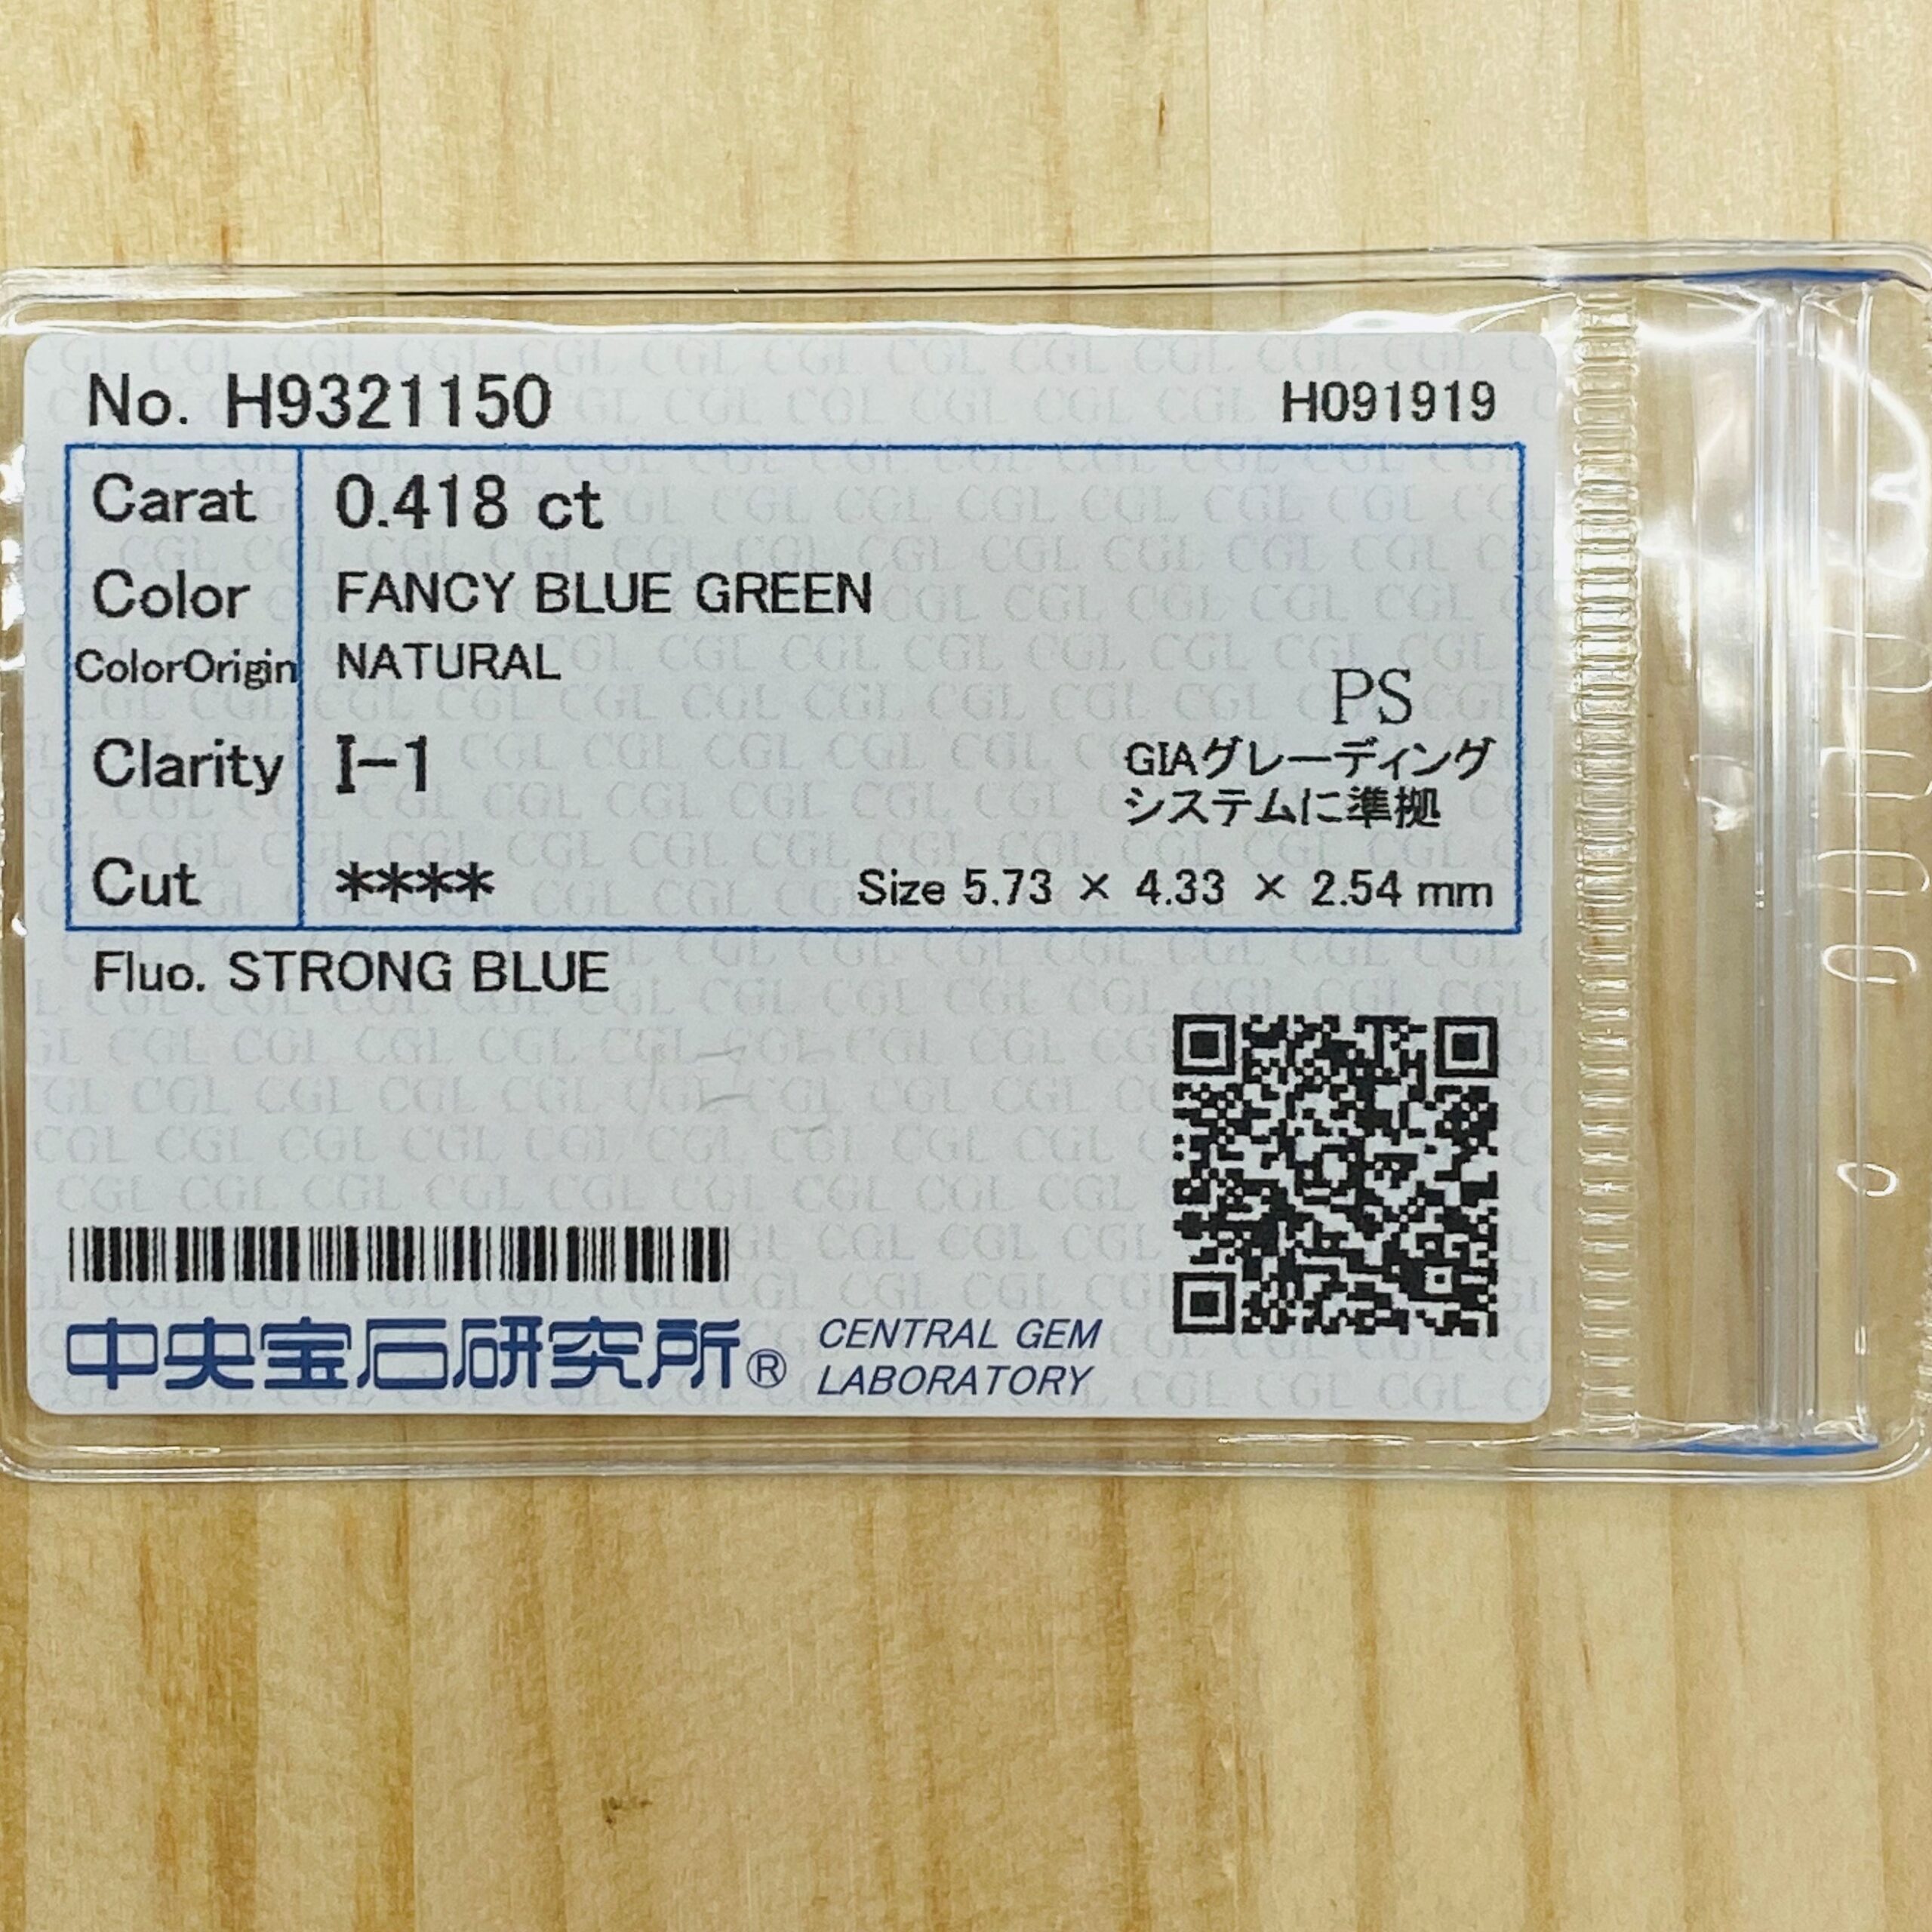 No. H9321150 H091919
Carat 0.418 ct
Color FANCY BLUE GREEN
ColorOrigin NATURAL
PS
Clarity I-1 GIAグレーディング
システムに準拠
Cut **** Size 5.73 × 4.33 × 2.54 mm
Fluo. STRONG BLUE
中央宝石研究所® CENTRAL GEM
LABORATORY